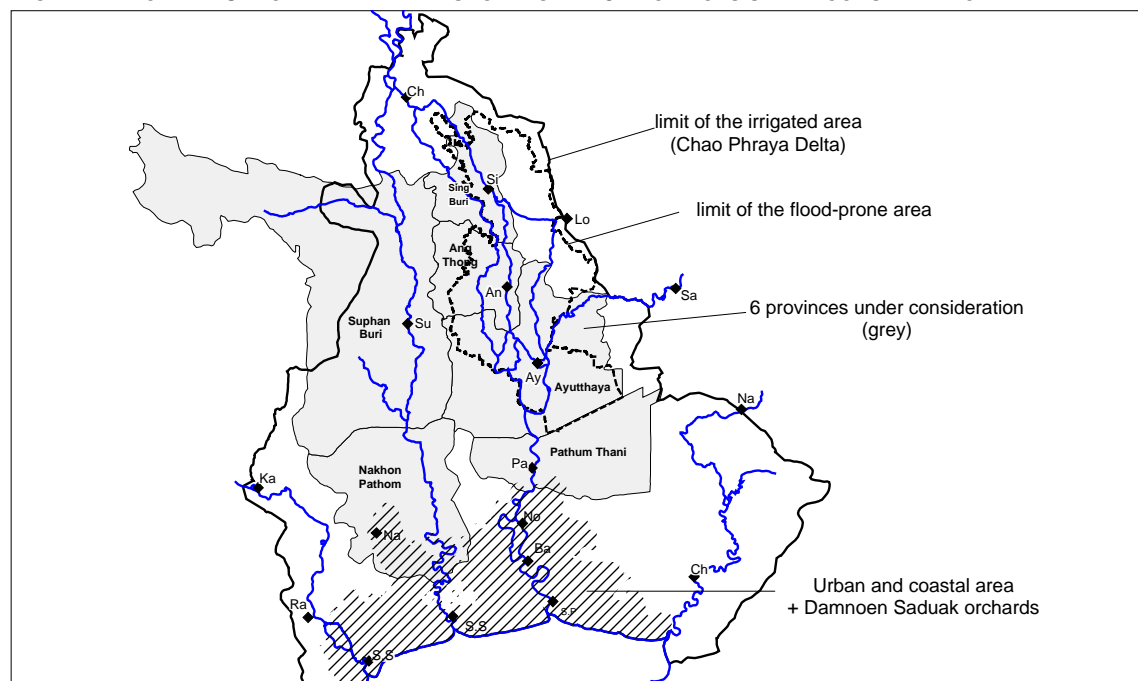 Ch
limit of the irrigated area
(Chao Phraya Delta)
Si
Sing
Buri
Lo
limit of the flood-prone area
Ang
Thong
An
Sa
6 provinces under consideration
(grey)
Suphan
Buri
Su
Ay
Ayutthaya
Na
Pathum Thani
Pa
Nakhon
Pathom
Ka
No
Na
Ba
Ch
Urban and coastal area
+ Damnoen Saduak orchards
Ra
S.S
S.S